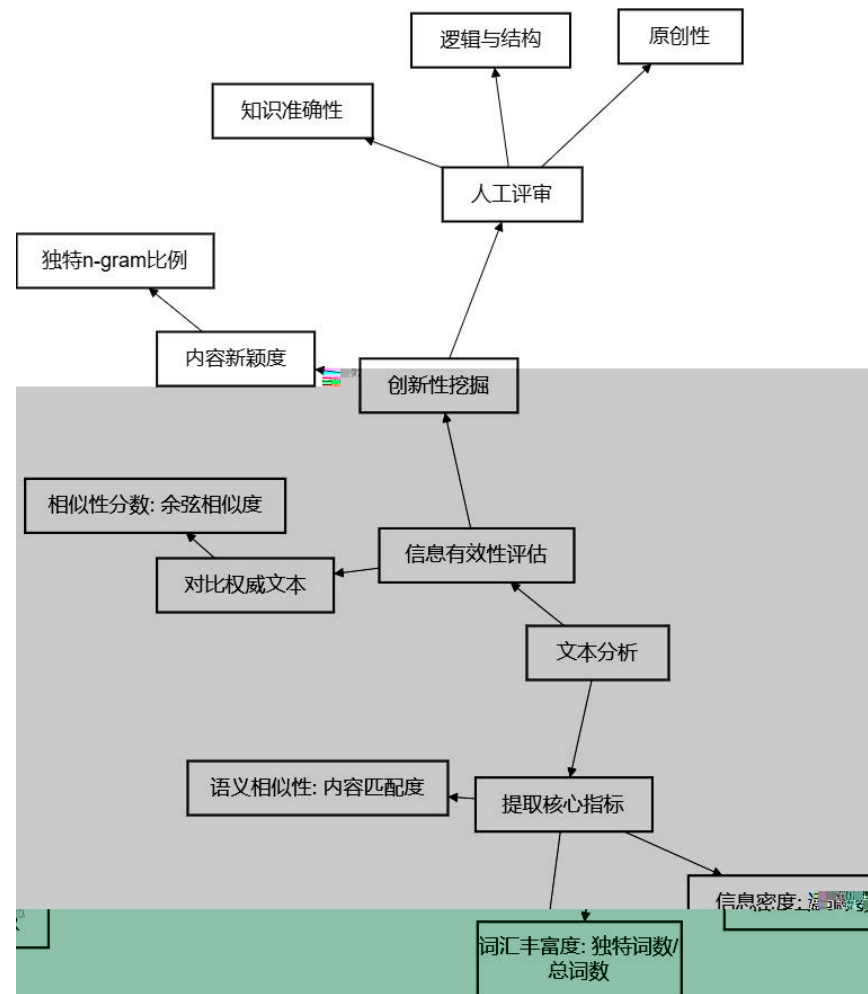 逻辑与结构
原创性
知识准确性
人工评审
独特n-gram比例
内容新颖度
创新性挖掘
相似性分数: 余弦相似度
信息有效性评估
对比权威文本
文本分析
语义相似性: 内容匹配度
提取核心指标
信息密度:
词汇丰富度: 独特词数/
总词数